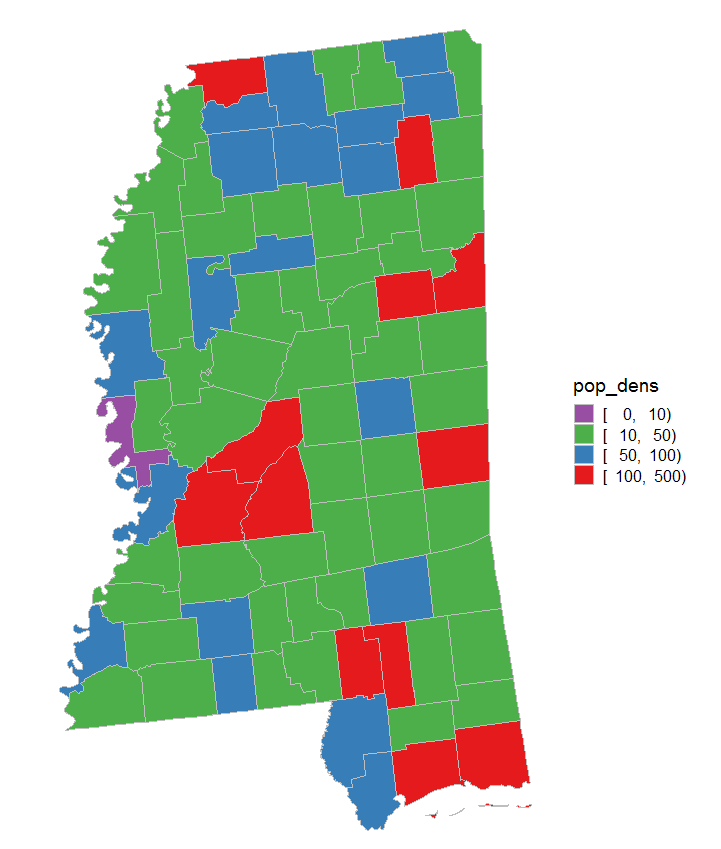 pop_dens
[   0,  10)
[  10,  50)
[  50, 100)
[ 100, 500)